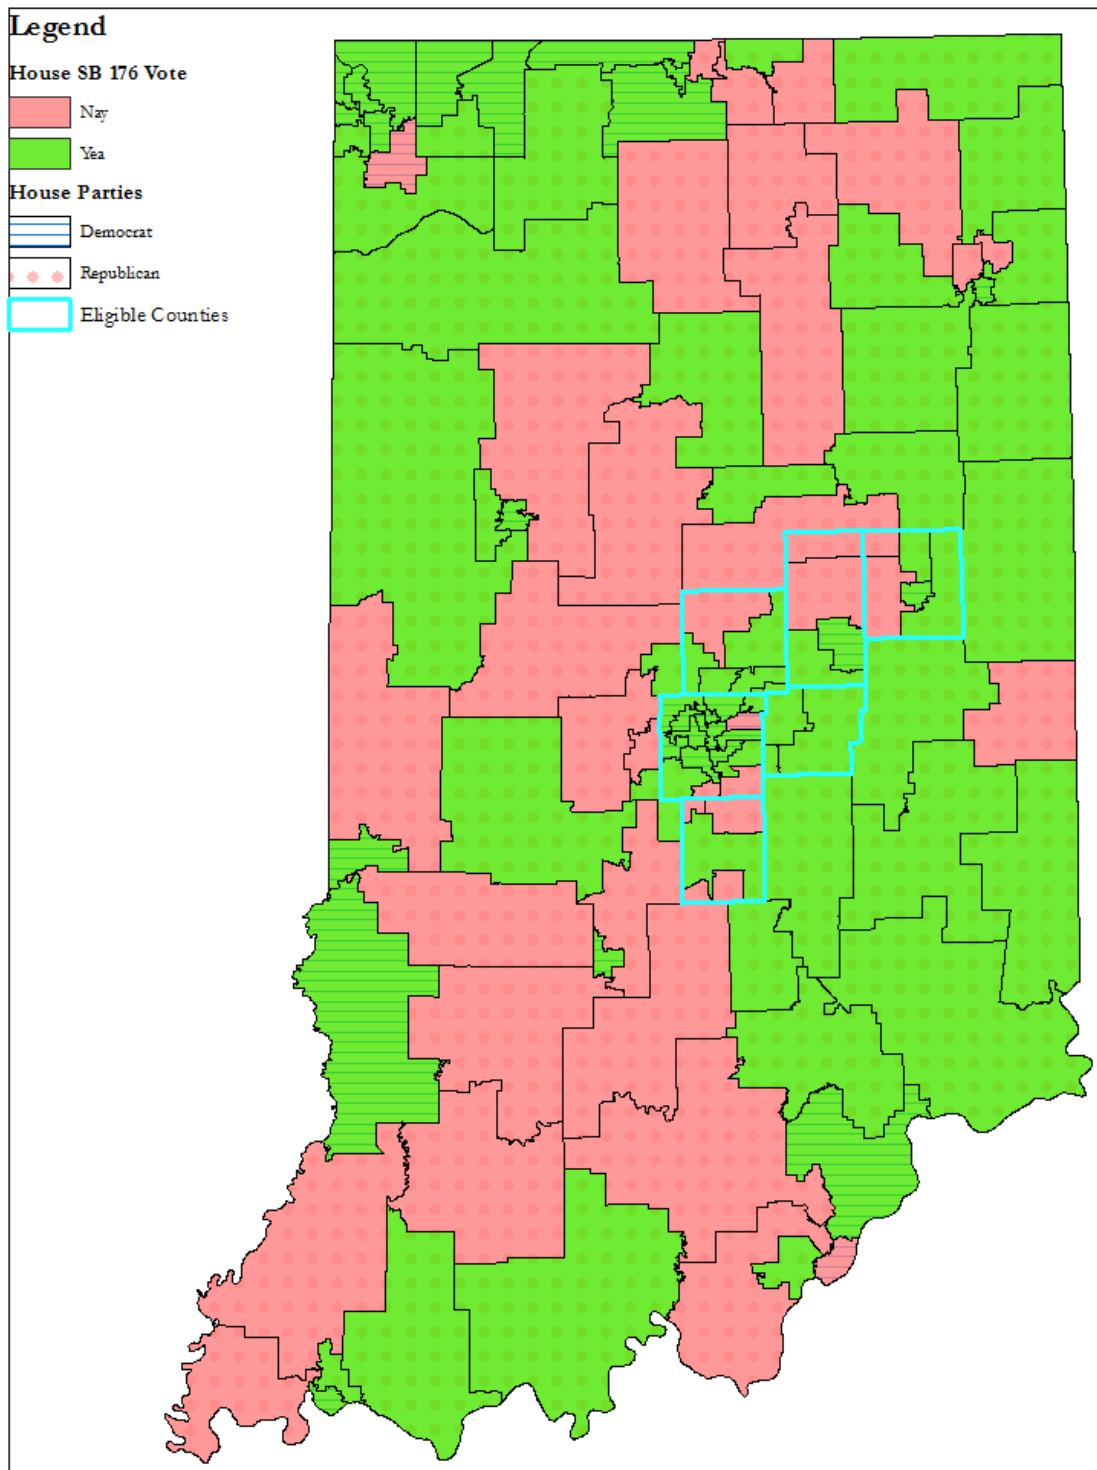 Legend
House SB 176 Vote
Nay
Yea
House Parties
Democrat
Republican
Eligible Counties